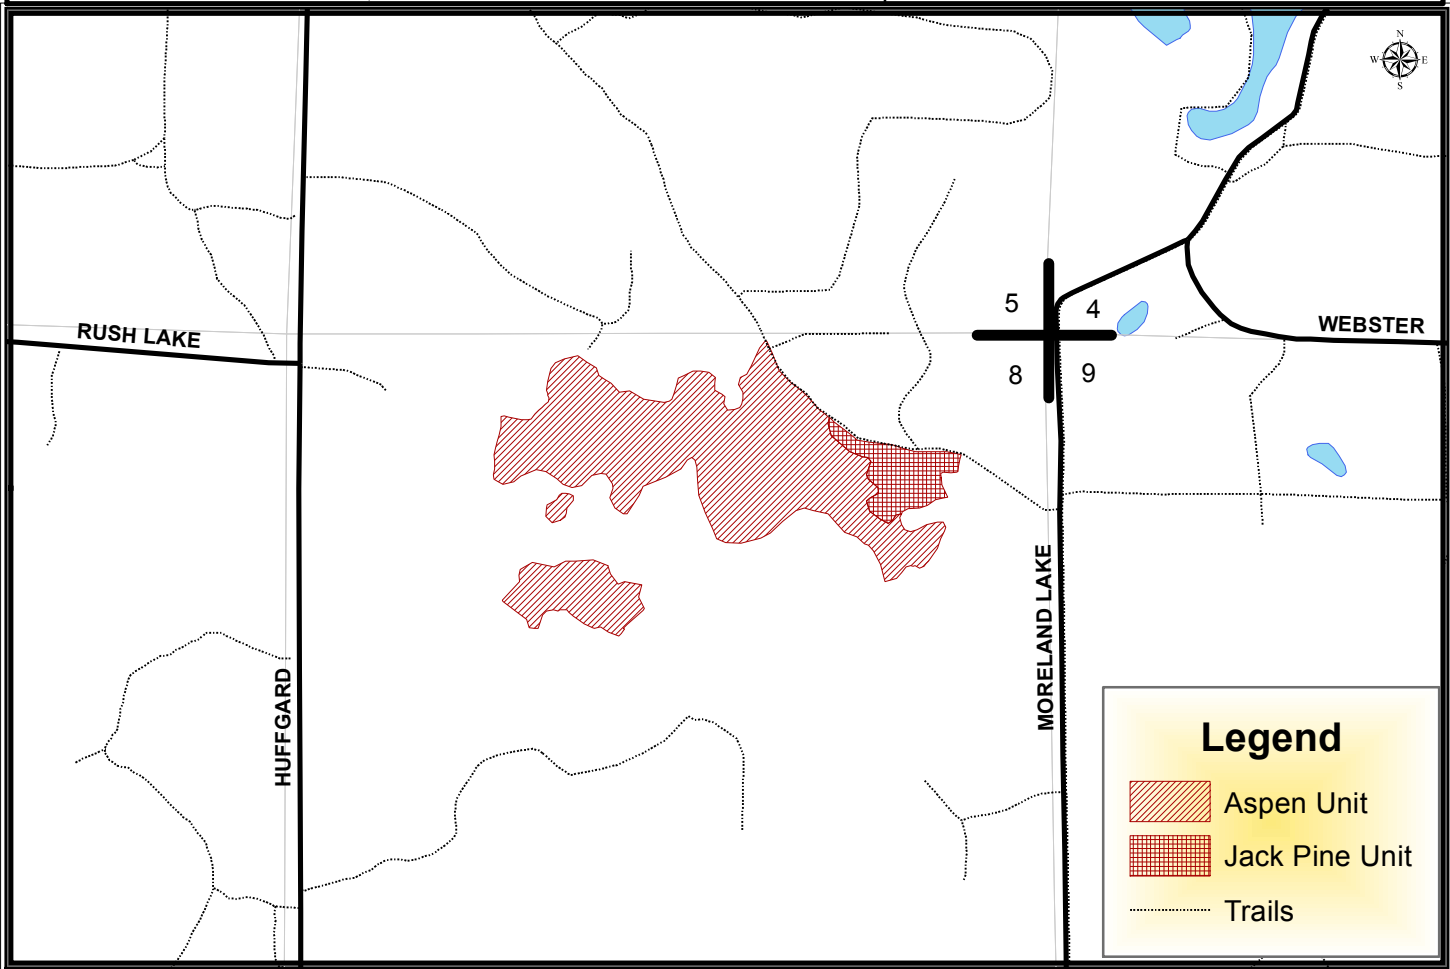 N
W E
S
5 4
RUSH LAKE
WEBSTER
8 9
MORELAND LAKE
HUFFGARD
Legend
Aspen Unit
Jack Pine Unit
Trails